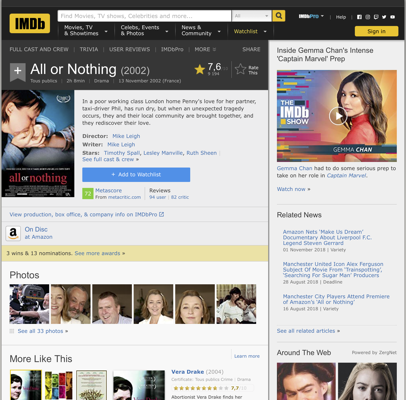 IMDb
Find Movies, TV shows, Celebrities and more...
All
IMDbPro
Help
Movies, TV
& Showtimes
Celebs, Events
& Photos
News &
Community
Watchlist
Sign in
FULL CAST AND CREW | TRIVIA | USER REVIEWS | IMDbPro | MORE
SHARE
All or Nothing (2002)
Tous publics | 2h 8min | Drama | 13 November 2002 (France)
7,6
Rate
This
In a poor working class London home Penny's love for her partner,
taxi-driver Phil, has run dry, but when an unexpected tragedy
occurs, they and their local community are brought together, and
they rediscover their love.
Director: Mike Leigh
Writer: Mike Leigh
Stars: Timothy Spall, Lesley Manville, Ruth Sheen |
See full cast & crew »
+ Add to Watchlist
72
Metascore
From metacritic.com
Reviews
94 user | 82 critic
all or nothing
View production, box office, & company info on IMDbPro
On Disc
at Amazon
3 wins & 13 nominations. See more awards »
Photos
See all 33 photos »
More Like This
Learn more
Vera Drake (2004)
Certificate: Tous publics Crime | Drama
7,7/10
Abortionist Vera Drake finds her
Inside Gemma Chan's Intense
'Captain Marvel' Prep
THE
IMDb
SHOW
GEMMA CHAN
Gemma Chan had to do some serious prep to
take on her role in Captain Marvel.
Watch now »
Related News
Amazon Nets 'Make Us Dream'
Documentary About Liverpool F.C.
Legend Steven Gerrard
01 November 2018 | Variety
Manchester United Icon Alex Ferguson
Subject Of Movie From 'Trainspotting',
'Searching For Sugar Man' Producers
28 August 2018 | Deadline
Manchester City Players Attend Premiere
of Amazon's 'All or Nothing'
16 August 2018 | Variety
See all related articles »
Around The Web
Powered by ZergNet